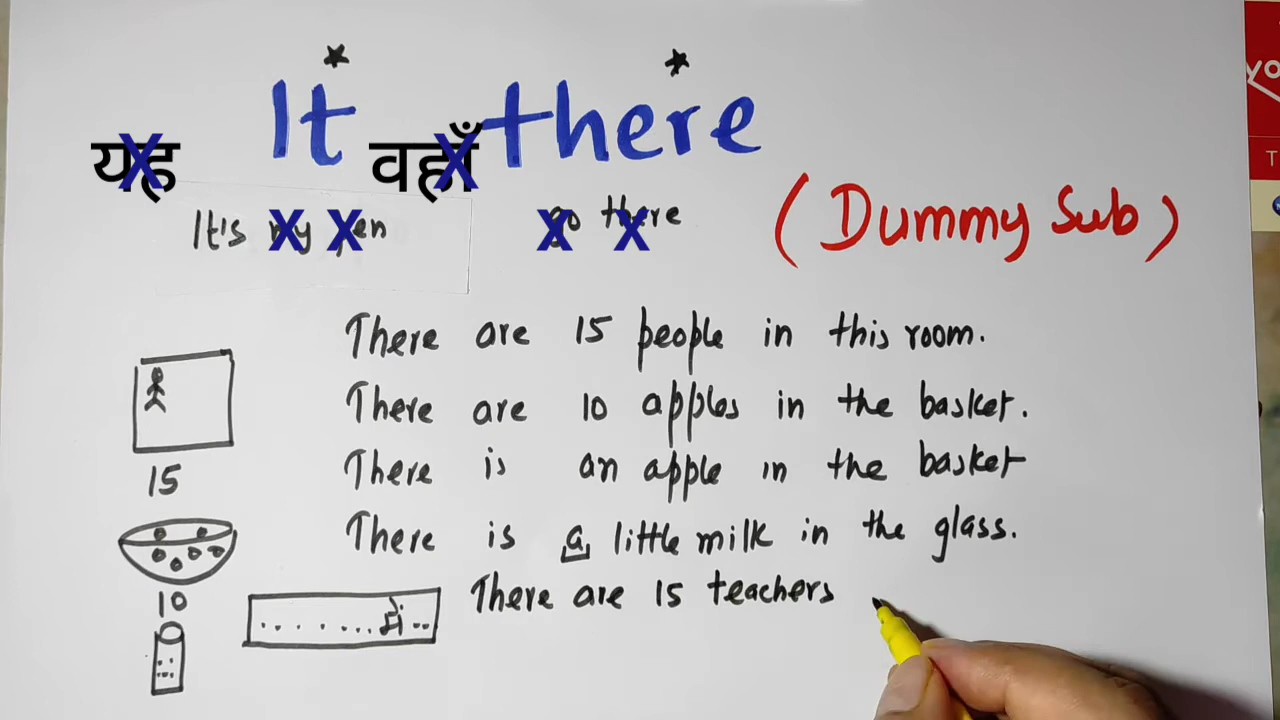 It there
यह वहाँ
It's my pen go there
(Dummy Sub)
There are 15 people in this room.
There are 10 apples in the basket.
There is an apple in the basket
15
There is a little milk in the glass.
There are 15 teachers
10